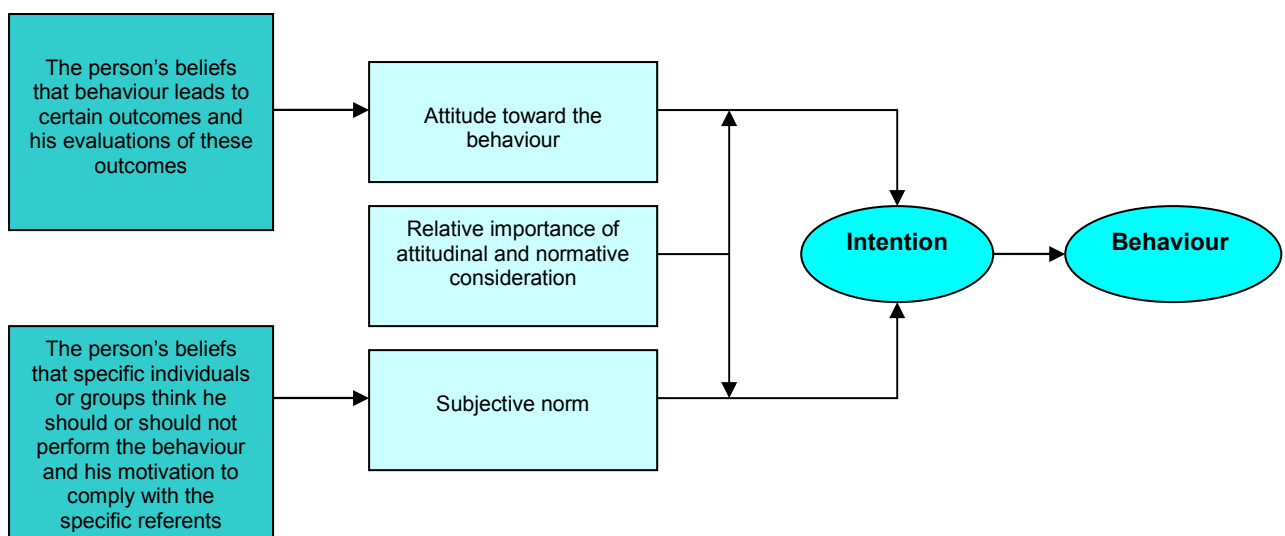 The person’s beliefs
that behaviour leads to
certain outcomes and
his evaluations of these
outcomes
Attitude toward the
behaviour
Relative importance of
attitudinal and normative
consideration
Intention
Behaviour
The person’s beliefs
that specific individuals
or groups think he
should or should not
perform the behaviour
and his motivation to
comply with the
specific referents
Subjective norm